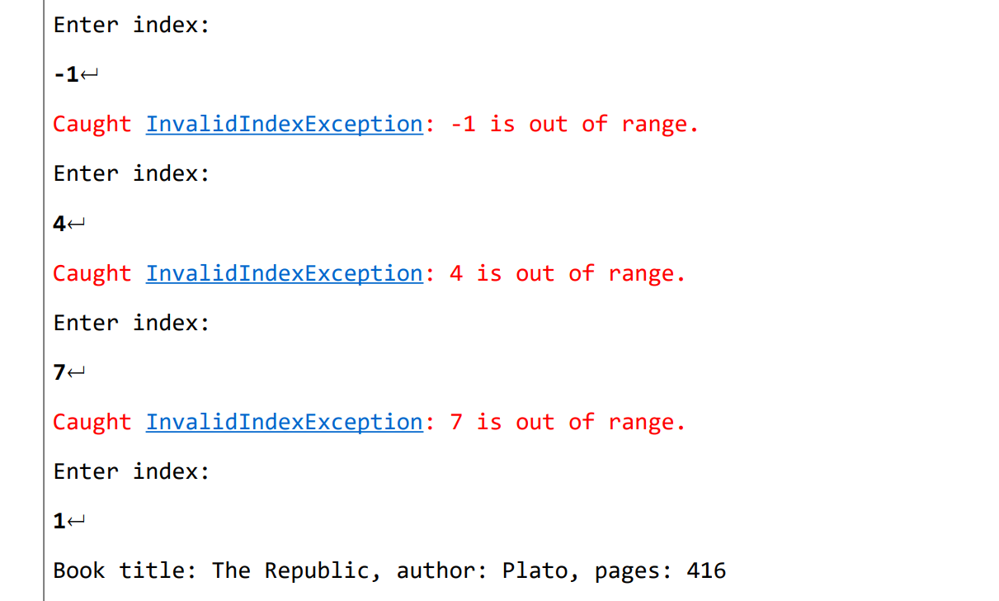 Enter index:
-1↵
Caught InvalidIndexException: -1 is out of range.
Enter index:
4↵
Caught InvalidIndexException: 4 is out of range.
Enter index:
7↵
Caught InvalidIndexException: 7 is out of range.
Enter index:
1↵
Book title: The Republic, author: Plato, pages: 416